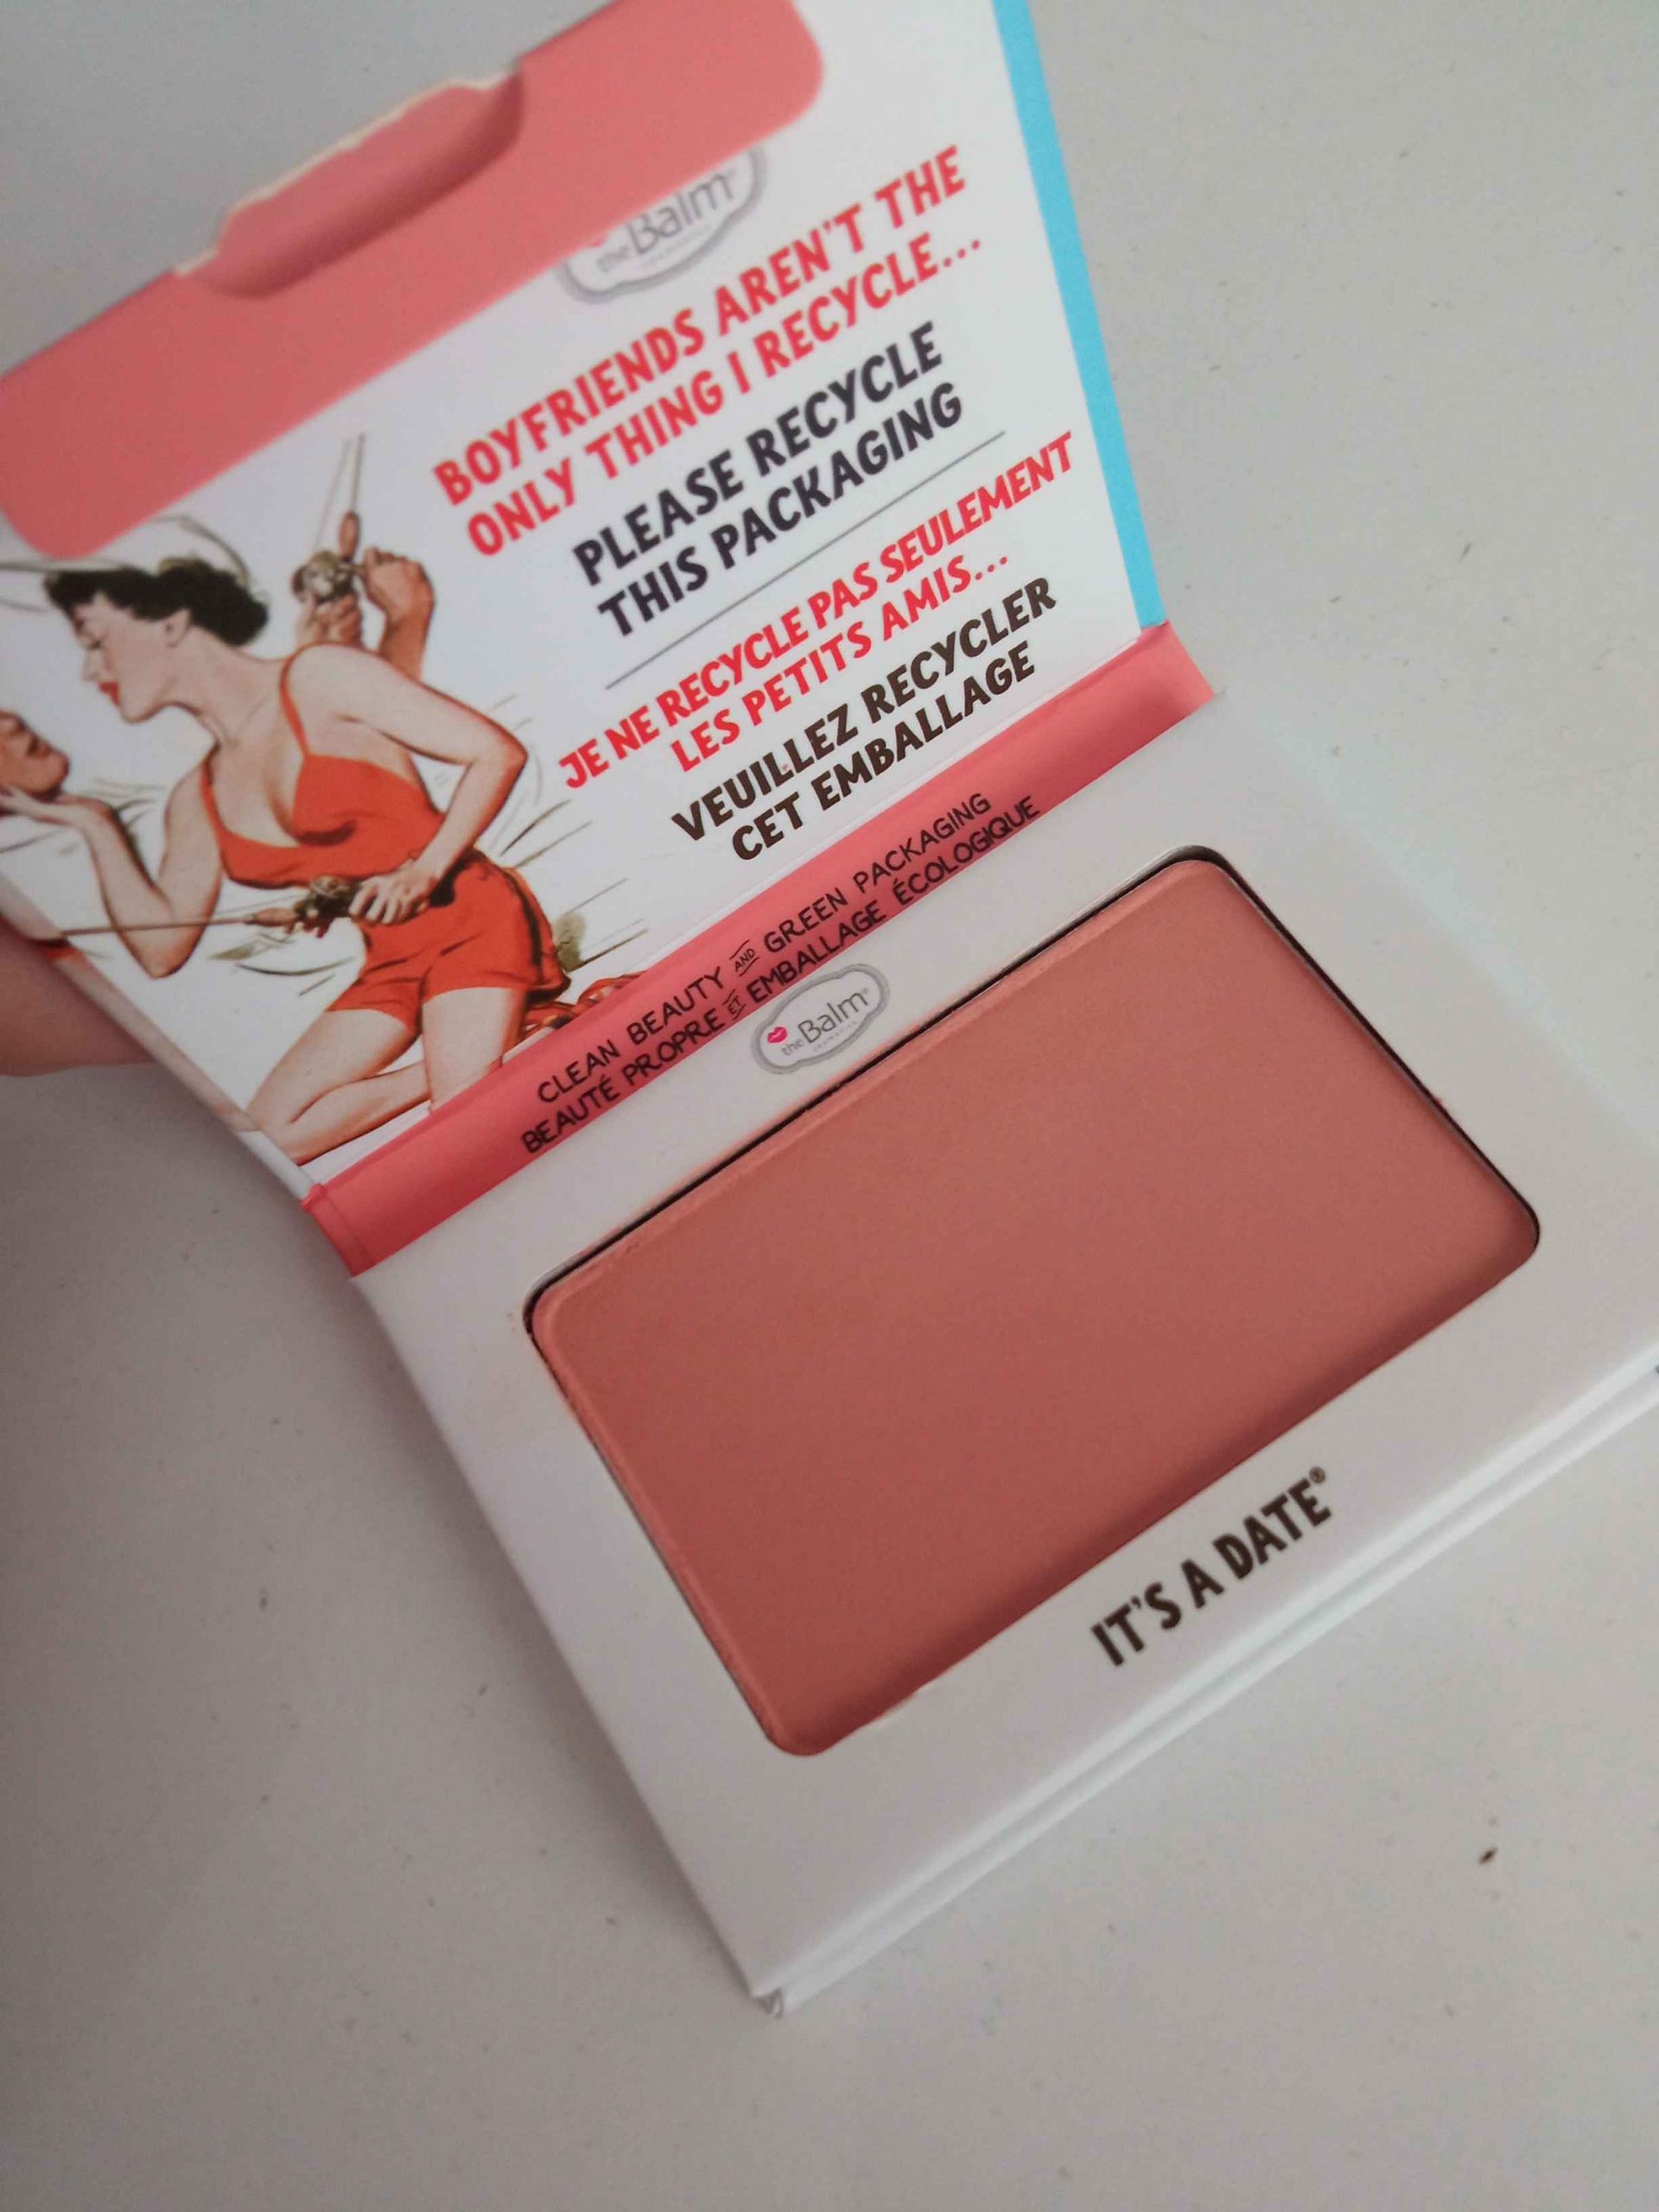 theBalm
BOYFRIENDS AREN'T THE
ONLY THING I RECYCLE...
PLEASE RECYCLE
THIS PACKAGING
JE NE RECYCLE PAS SEULEMENT
LES PETITS AMIS...
VEUILLEZ RECYCLER
CET EMBALLAGE
CLEAN BEAUTY AND GREEN PACKAGING
BEAUTÉ PROPRE ET EMBALLAGE ÉCOLOGIQUE
theBalm®
IT'S A DATE®